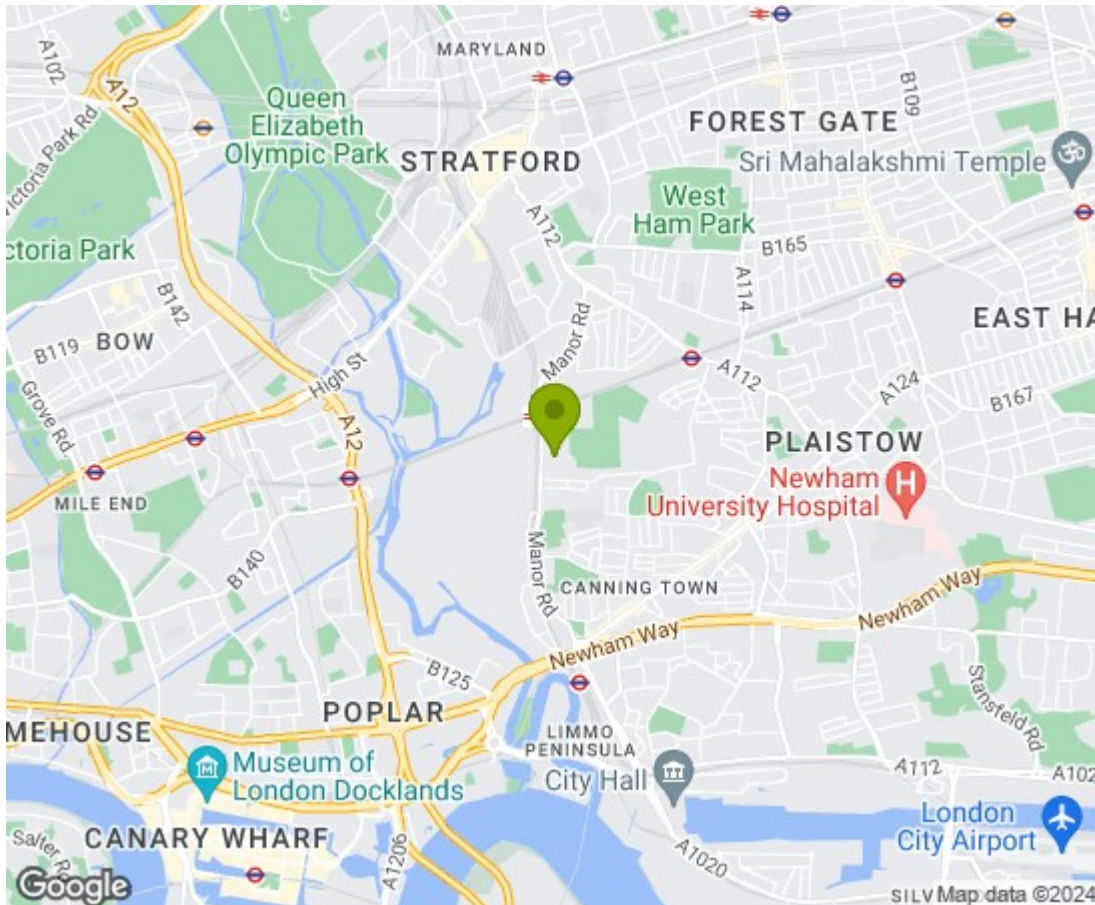 A102
A12
Victoria Park Rd
MARYLAND
Queen
Elizabeth
Olympic Park
STRATFORD
FOREST GATE
B109
Sri Mahalakshmi Temple
West
Ham Park
A112
B165
A114
ctoria Park
B142
BOW
B119
Grove Rd
High St
A12
Manor Rd
EAST HA
A112
A124
B167
PLAISTOW
Newham
University Hospital
H
MILE END
B140
Manor Rd
CANNING TOWN
Newham Way
Newham Way
B125
Stansfeld Rd
POPLAR
MEHOUSE
LIMMO
PENINSULA
Museum of
London Docklands
M
City Hall
A112
A102
London
City Airport
CANARY WHARF
Salter Rd
A1206
A1020
Google
SILV
Map data ©2024